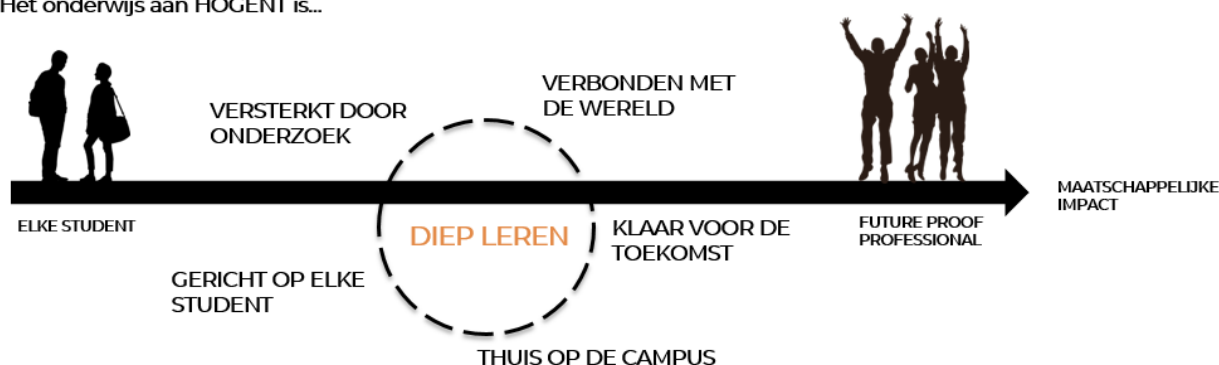 Het onderwijs aan HOGENT is...
VERBONDEN MET
DE WERELD
VERSTERKT DOOR
ONDERZOEK
MAATSCHAPPELIJKE
IMPACT
ELKE STUDENT
DIEP LEREN
KLAAR VOOR DE
TOEKOMST
FUTURE PROOF
PROFESSIONAL
GERICHT OP ELKE
STUDENT
THUIS OP DE CAMPUS